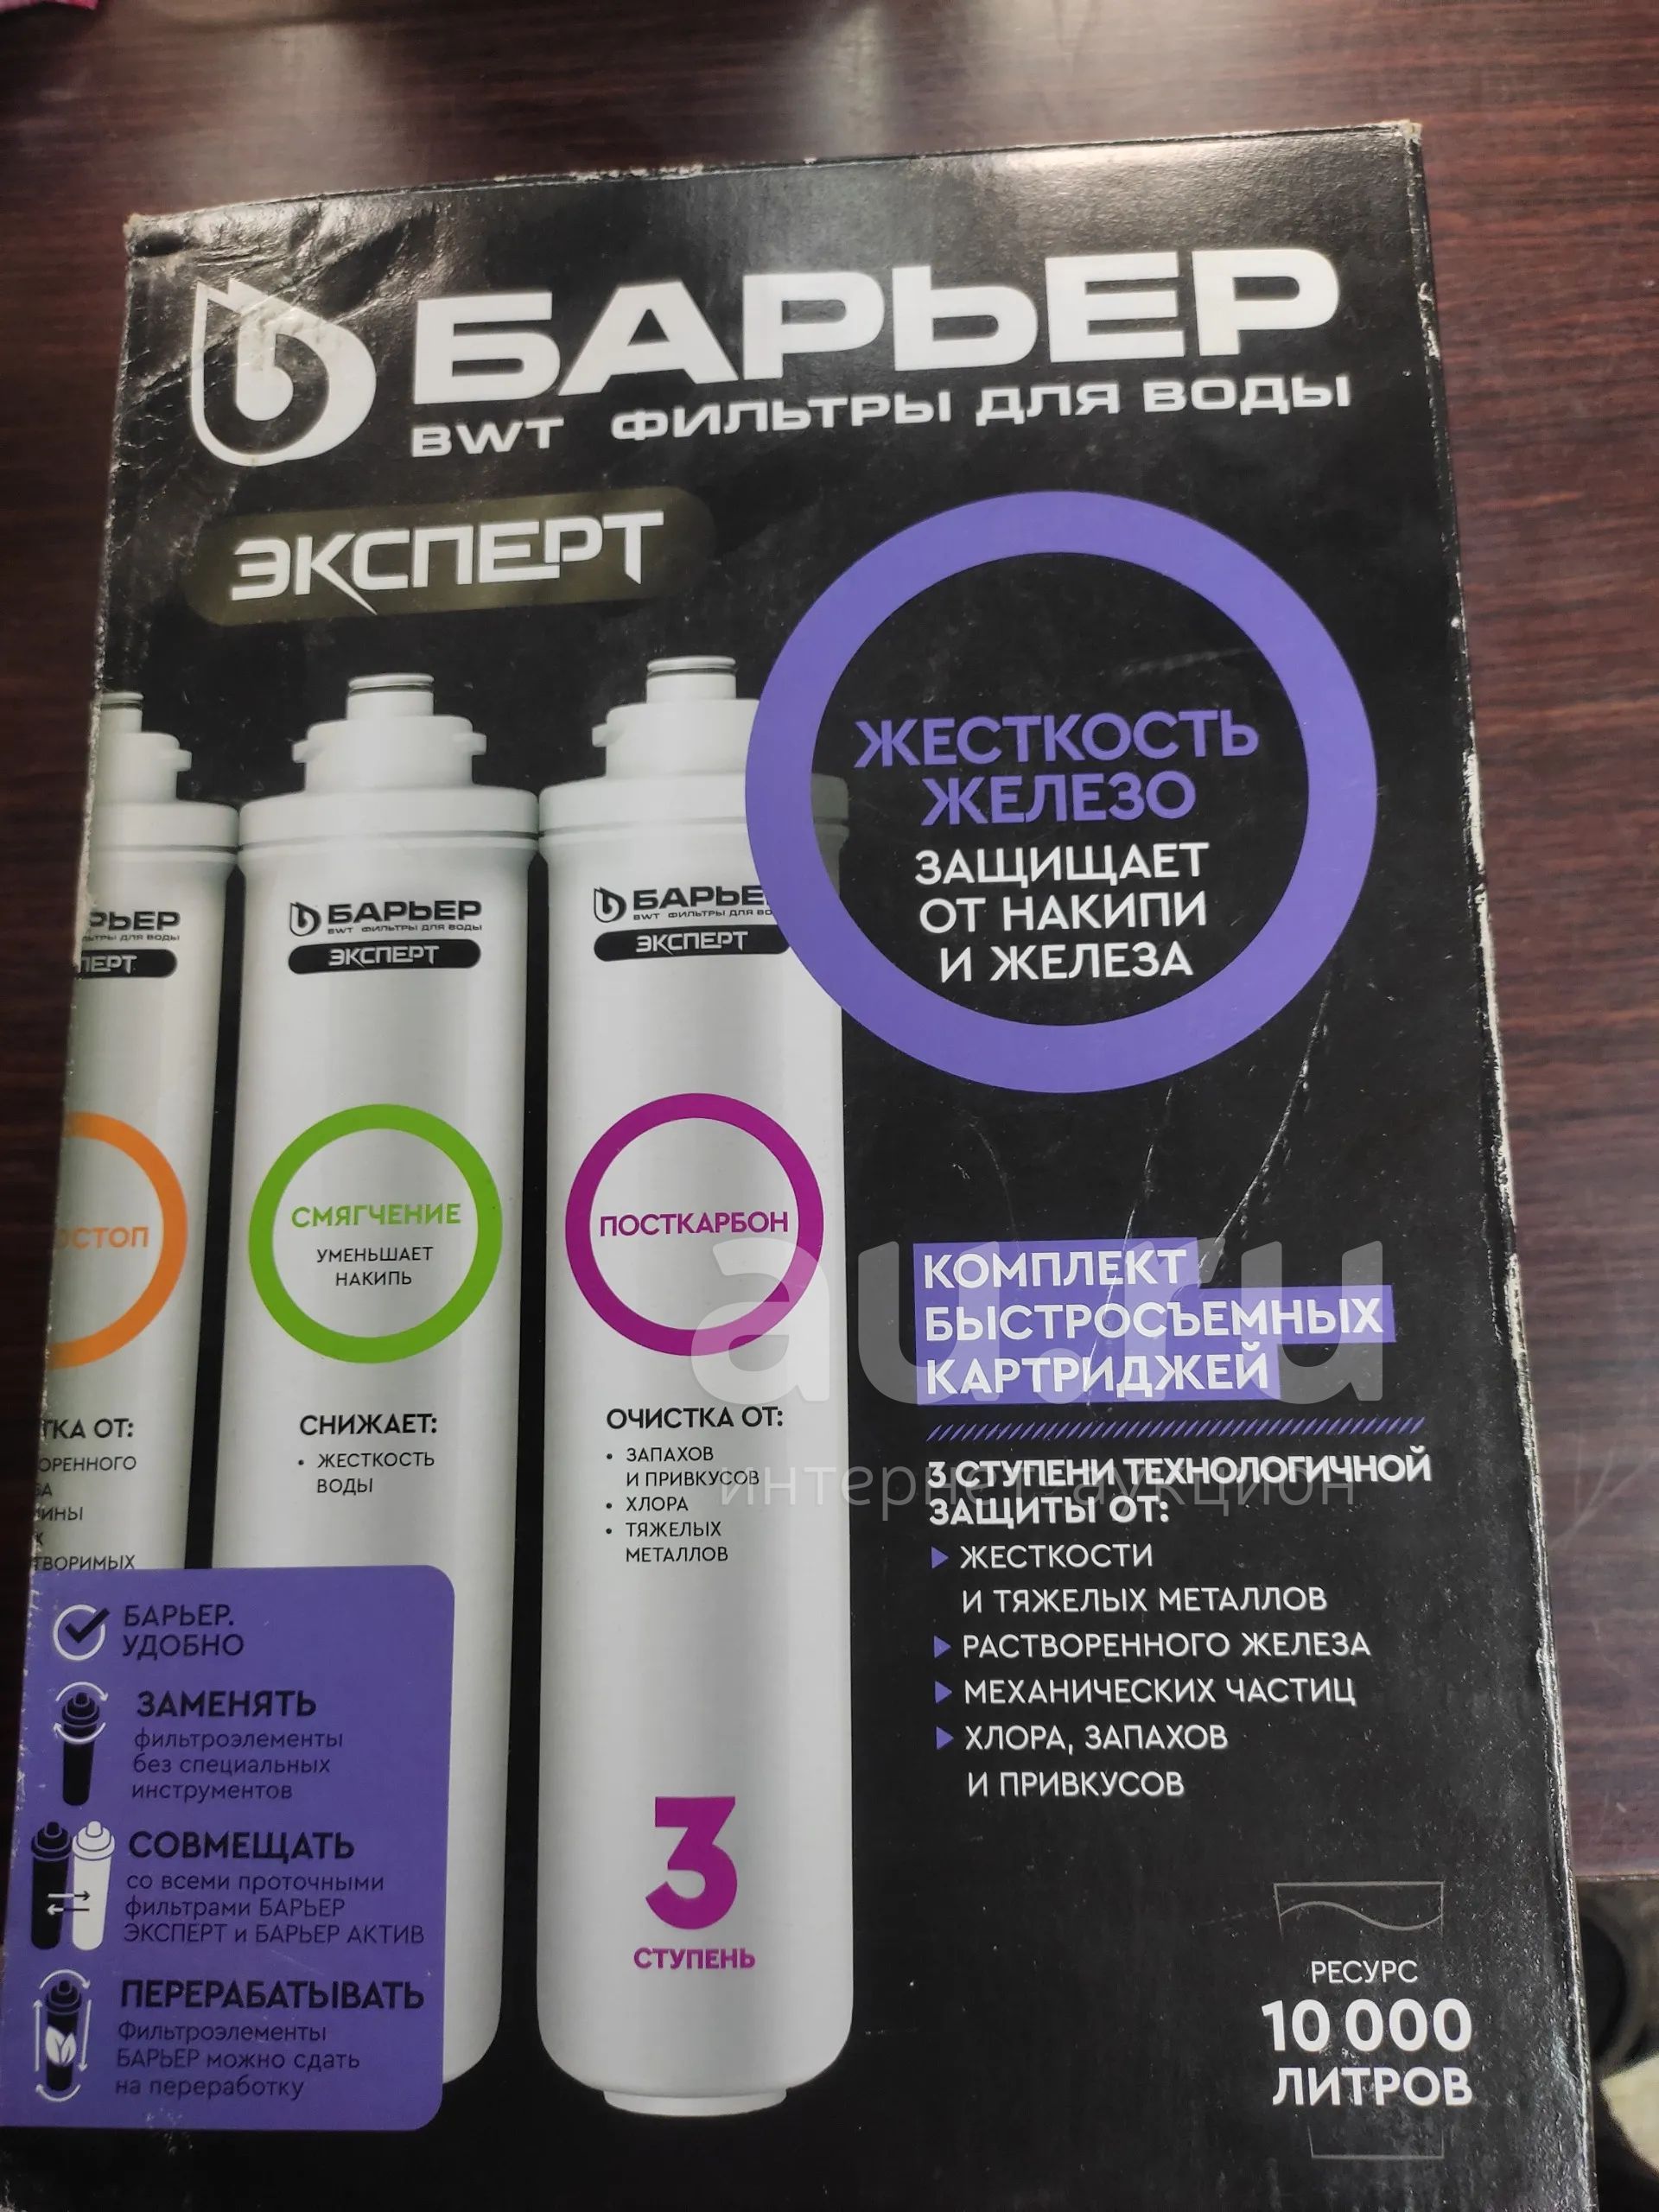 БАРЬЕР
BWT ФИЛЬТРЫ ДЛЯ ВОДЫ
ЭКСПЕРТ
ЖЕСТКОСТЬ
ЖЕЛЕЗО
ЗАЩИЩАЕТ
ОТ НАКИПИ
И ЖЕЛЕЗА
БАРЬЕР
BWT ФИЛЬТРЫ ДЛЯ ВОДЫ
ЭКСПЕРТ
СМЯГЧЕНИЕ
УМЕНЬШАЕТ
НАКИПЬ
СНИЖАЕТ:
• ЖЕСТКОСТЬ
ВОДЫ
БАРЬЕ
BWT ФИЛЬТРЫ ДЛЯ ВО
ЭКСПЕРТ
ПОСТКАРБОН
ОЧИСТКА ОТ:
• ЗАПАХОВ
И ПРИВКУСОВ
• ХЛОРА
• ТЯЖЕЛЫХ
МЕТАЛЛОВ
3
СТУПЕНЬ
КОМПЛЕКТ
БЫСТРОСЪЕМНЫХ
КАРТРИДЖЕЙ
3 СТУПЕНИ ТЕХНОЛОГИЧНОЙ
ЗАЩИТЫ ОТ:
ЖЕСТКОСТИ
И ТЯЖЕЛЫХ МЕТАЛЛОВ
РАСТВОРЕННОГО ЖЕЛЕЗА
МЕХАНИЧЕСКИХ ЧАСТИЦ
ХЛОРА, ЗАПАХОВ
И ПРИВКУСОВ
БАРЬЕР.
УДОБНО
ЗАМЕНЯТЬ
фильтроэлементы
без специальных
инструментов
СОВМЕЩАТЬ
со всеми проточными
фильтрами БАРЬЕР
ЭКСПЕРТ и БАРЬЕР АКТИВ
ПЕРЕРАБАТЫВАТЬ
Фильтроэлементы
БАРЬЕР можно сдать
на переработку
РЕСУРС
10 000
ЛИТРОВ
au.ru
интернет-аукцион